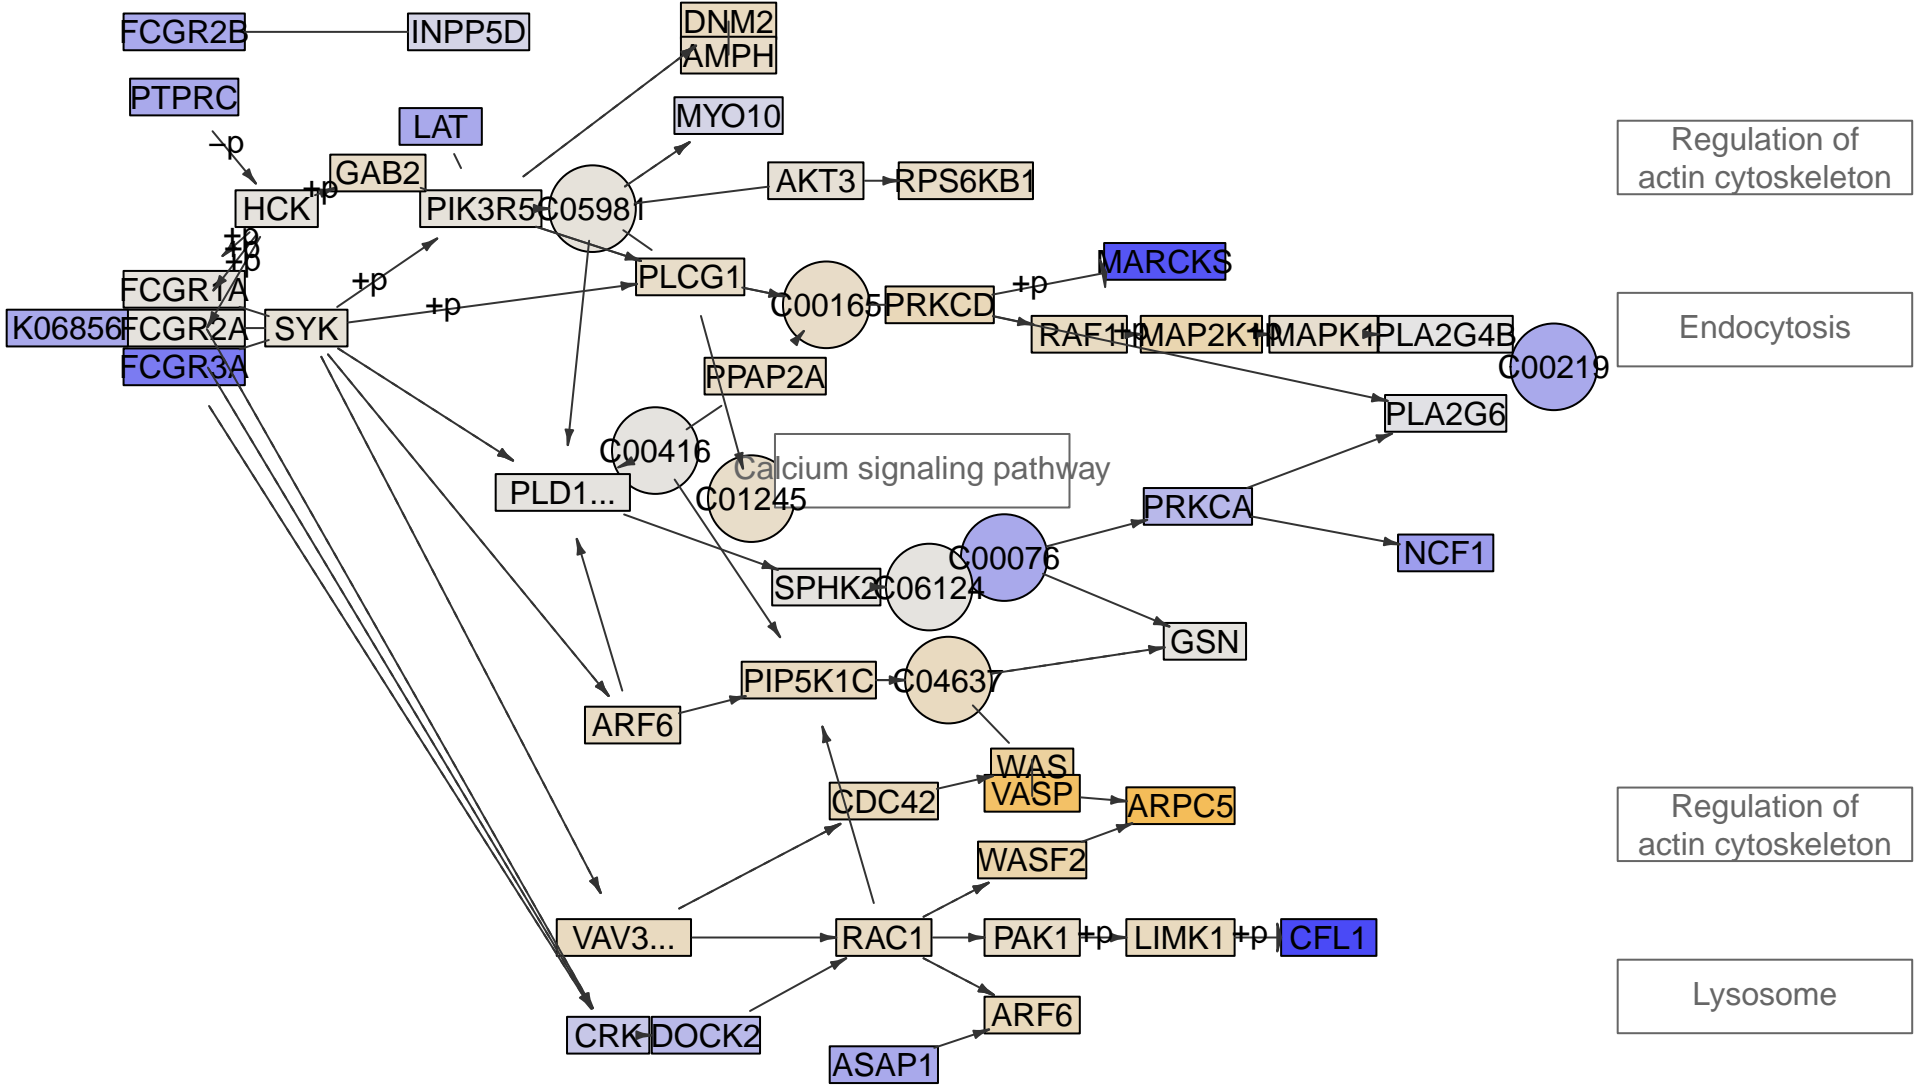 FCGR2B
INPP5D
DNM2
AMPH
PTPRC
LAT
MYO10
Regulation of
actin cytoskeleton
−p
GAB2
+p
HCK
PIK3R5
C05981
AKT3
RPS6KB1
+p
+p
+p
+p
+p
FCGR1A
PLCG1
C00165
PRKCD
+p
MARCKS
K06856
FCGR2A
SYK
RAF1
+p
MAP2K1
+p
MAPK1
PLA2G4B
Endocytosis
FCGR3A
PPAP2A
C00219
PLA2G6
C00416
Calcium signaling pathway
PLD1...
C01245
PRKCA
NCF1
SPHK2
C06124
C00076
GSN
PIP5K1C
C04637
ARF6
WAS
VASP
CDC42
ARPC5
Regulation of
actin cytoskeleton
WASF2
VAV3...
RAC1
PAK1
+p
LIMK1
+p
CFL1
Lysosome
ARF6
CRK
DOCK2
ASAP1